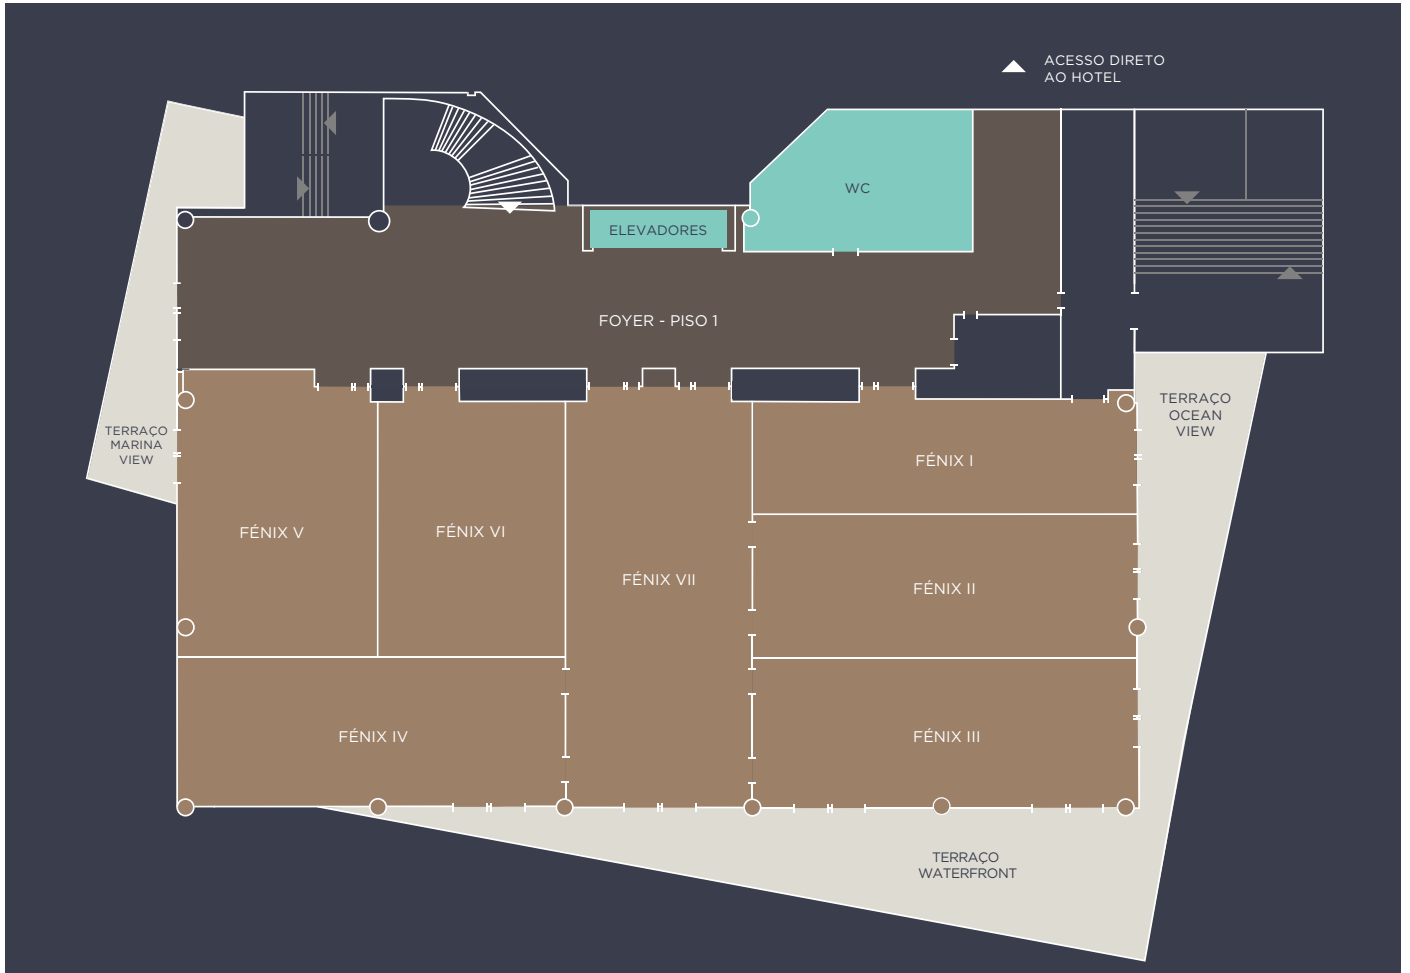 ACESSO DIRETO
AO HOTEL
WC
ELEVADORES
FOYER - PISO 1
TERRAÇO
OCEAN
VIEW
TERRAÇO
MARINA
VIEW
FÉNIX I
FÉNIX V
FÉNIX VI
FÉNIX VII
FÉNIX II
FÉNIX IV
FÉNIX III
TERRAÇO
WATERFRONT